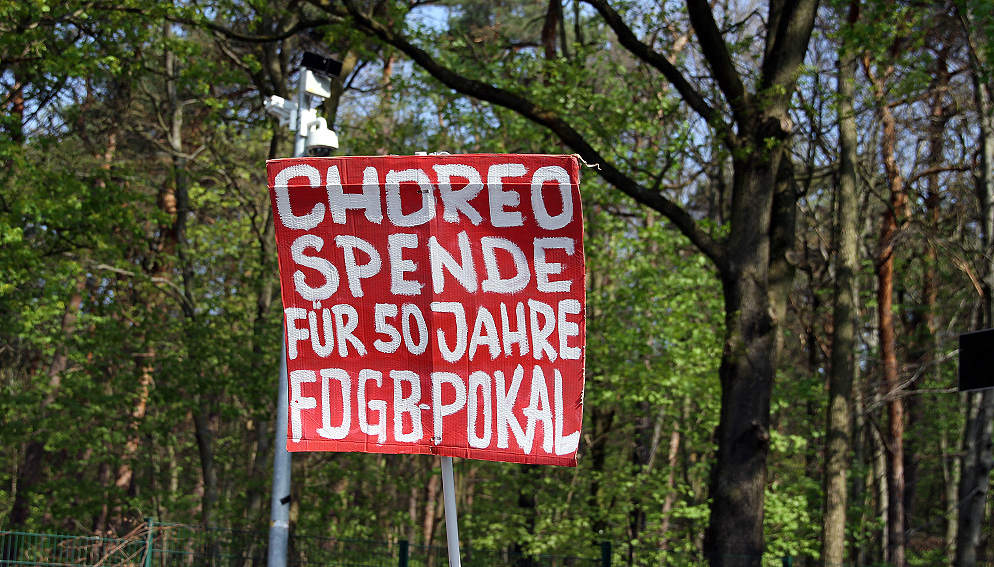 CHOREO
SPENDE
FÜR 50 JAHRE
FDGB-POKAL